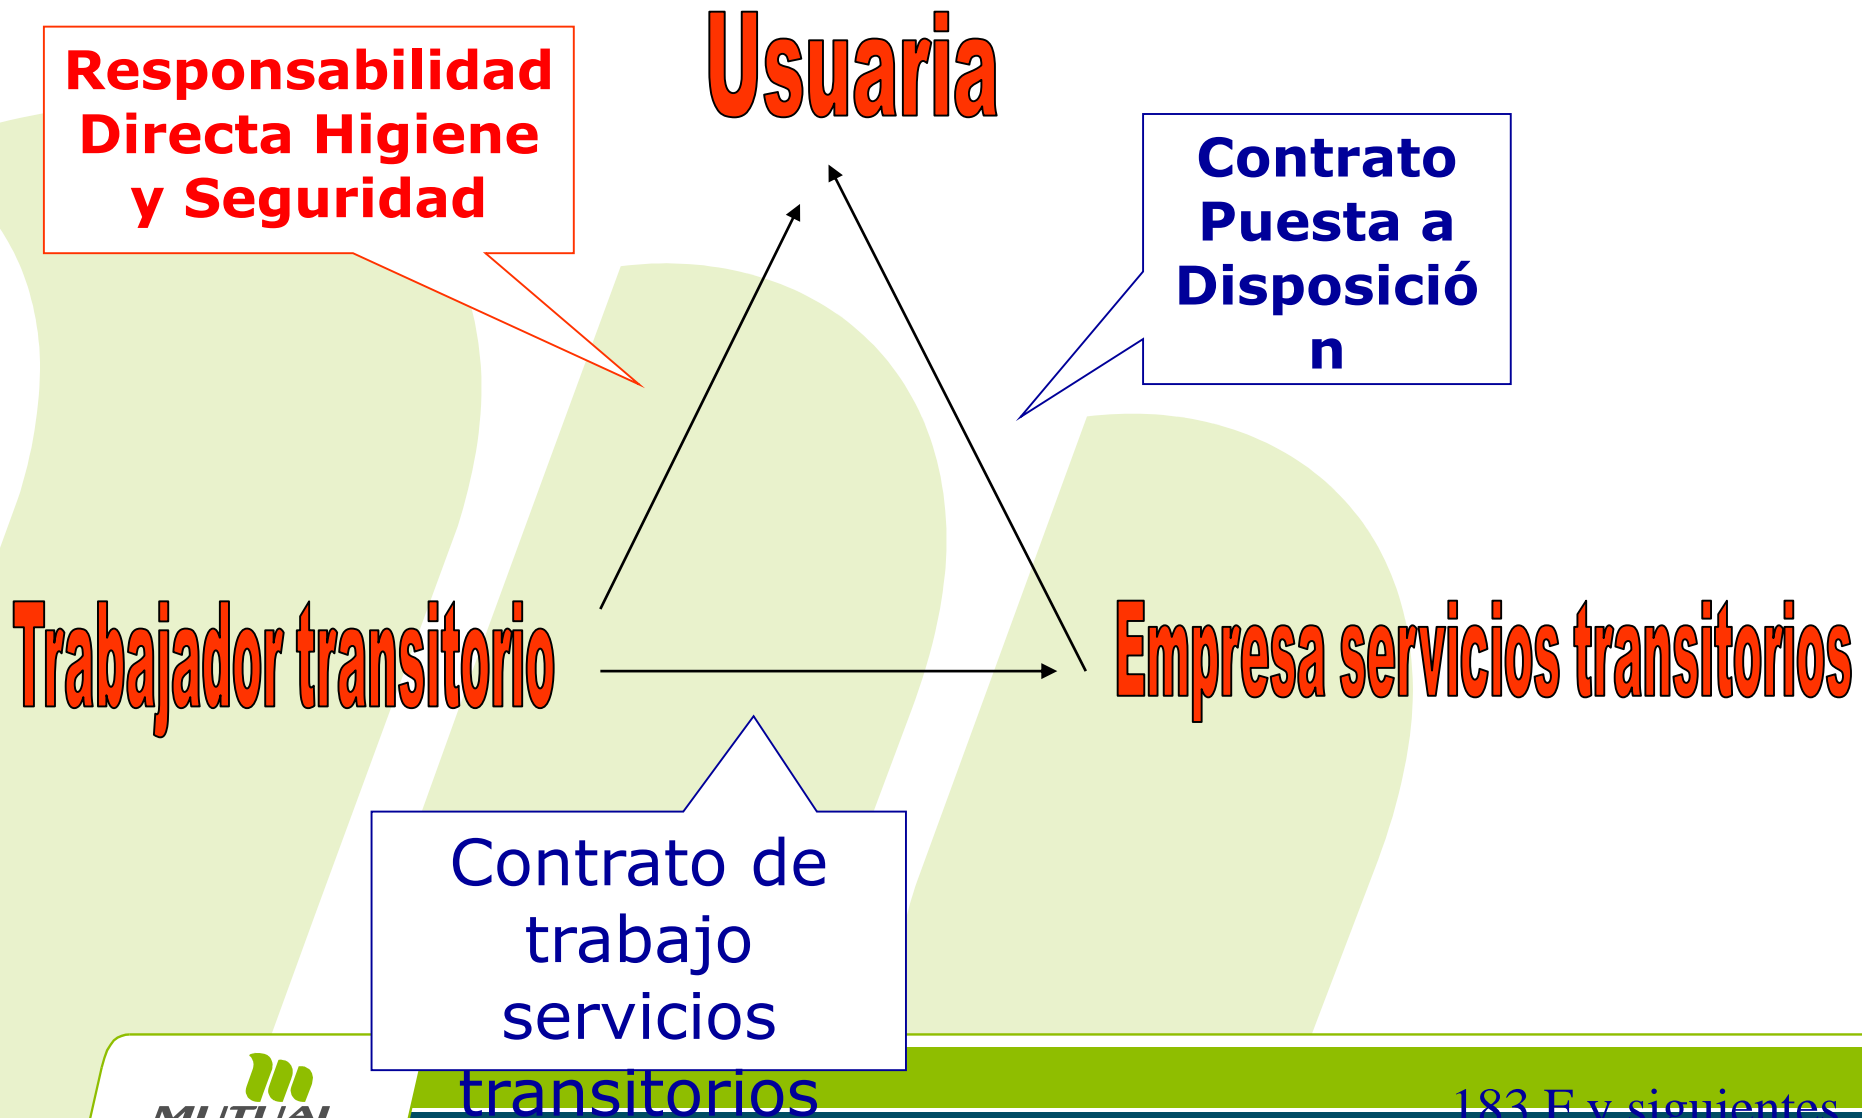 Usuaria
Responsabilidad
Directa Higiene
y Seguridad
Contrato
Puesta a
Disposició
n
Trabajador transitorio
Empresa servicios transitorios
Contrato de
trabajo
servicios
transitorios
MUTUAL
183 F y siguientes